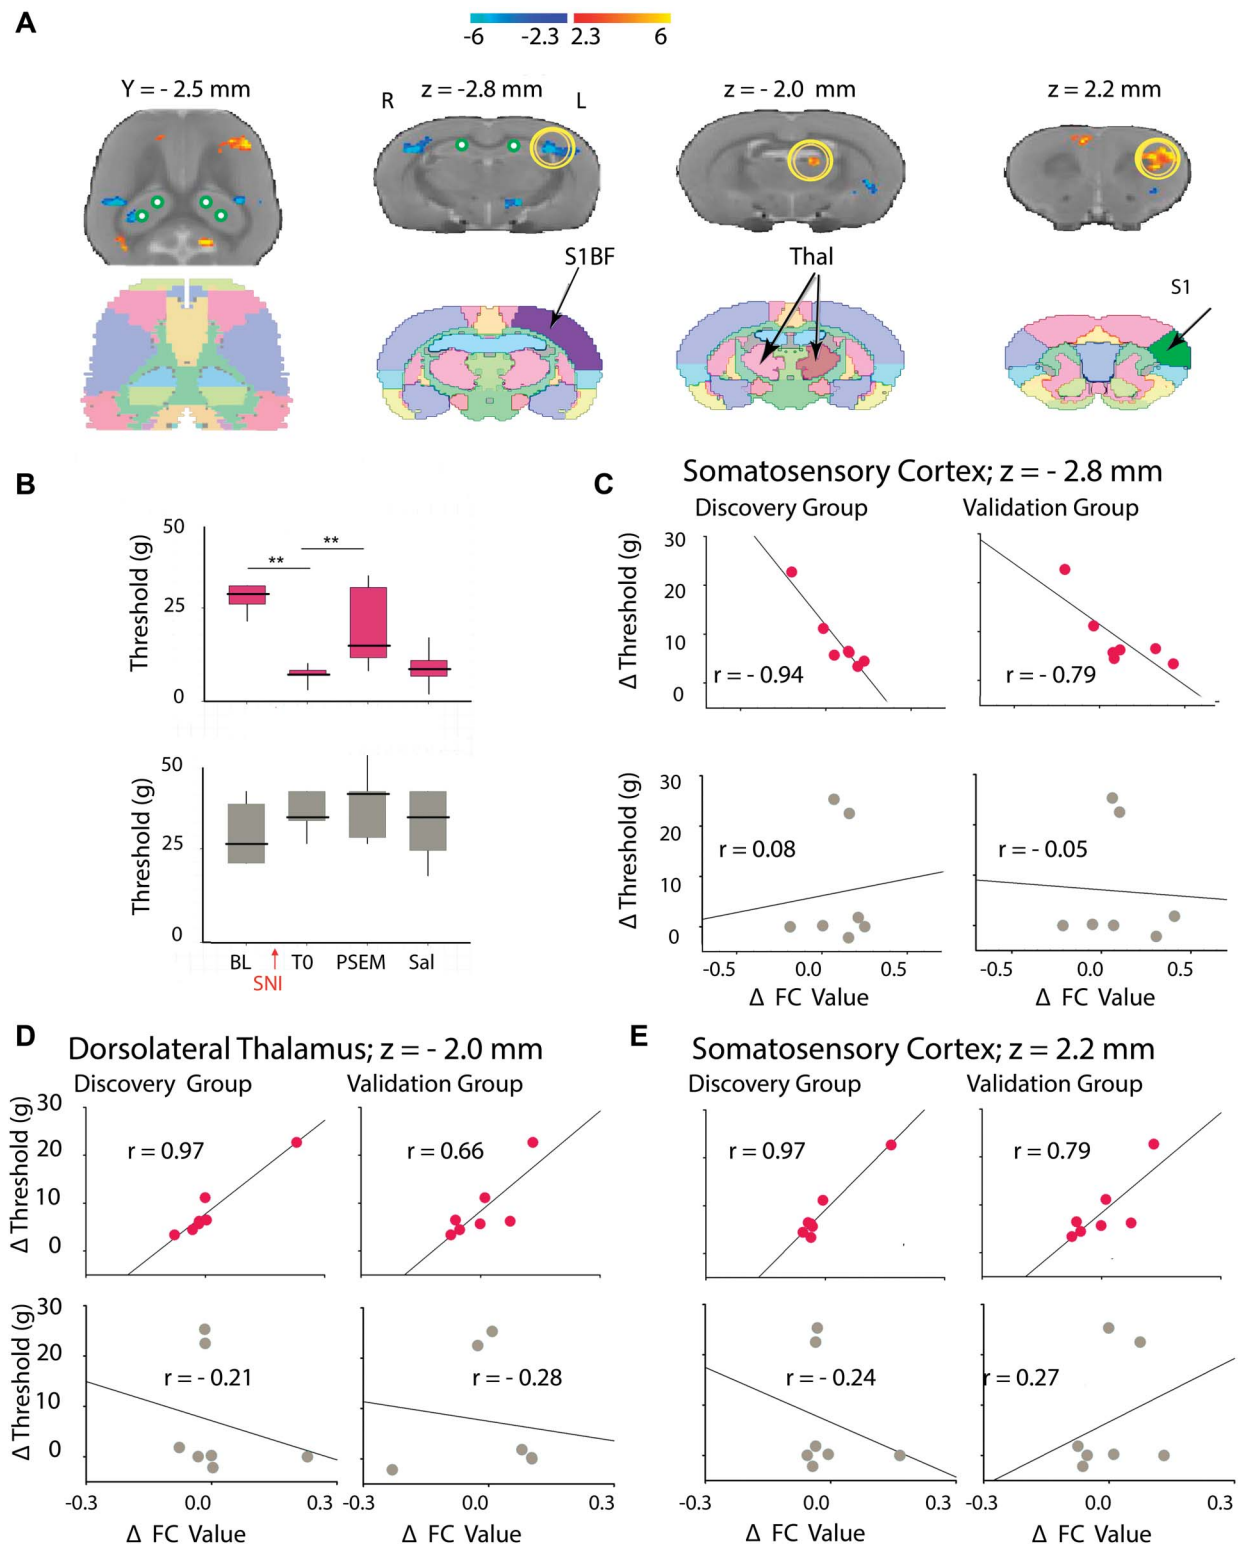 A
-6 -2.3 2.3 6
Y = - 2.5 mm
R z = -2.8 mm L
z = - 2.0 mm
z = 2.2 mm
S1BF
Thal
S1
B
50
Threshold (g)
25
0
**
**
50
Threshold (g)
25
0
BL T0 PSEM Sal
SNI
C
Somatosensory Cortex; z = - 2.8 mm
Discovery Group Validation Group
30
Δ Threshold (g)
20
10
0
r = - 0.94
r = - 0.79
30
Δ Threshold (g)
20
10
0
r = 0.08
r = - 0.05
-0.5 0.0 0.5
-0.5 0.0 0.5
Δ FC Value
Δ FC Value
D
Dorsolateral Thalamus; z = - 2.0 mm
Discovery Group Validation Group
30
Δ Threshold (g)
20
10
0
r = 0.97
r = 0.66
30
Δ Threshold (g)
20
10
0
r = - 0.21
r = - 0.28
-0.3 0.0 0.3
-0.3 0.0 0.3
Δ FC Value
Δ FC Value
E
Somatosensory Cortex; z = 2.2 mm
Discovery Group Validation Group
r = 0.97
r = 0.79
r = - 0.24
r = 0.27
-0.3 0.0 0.3
-0.3 0.0 0.3
Δ FC Value
Δ FC Value